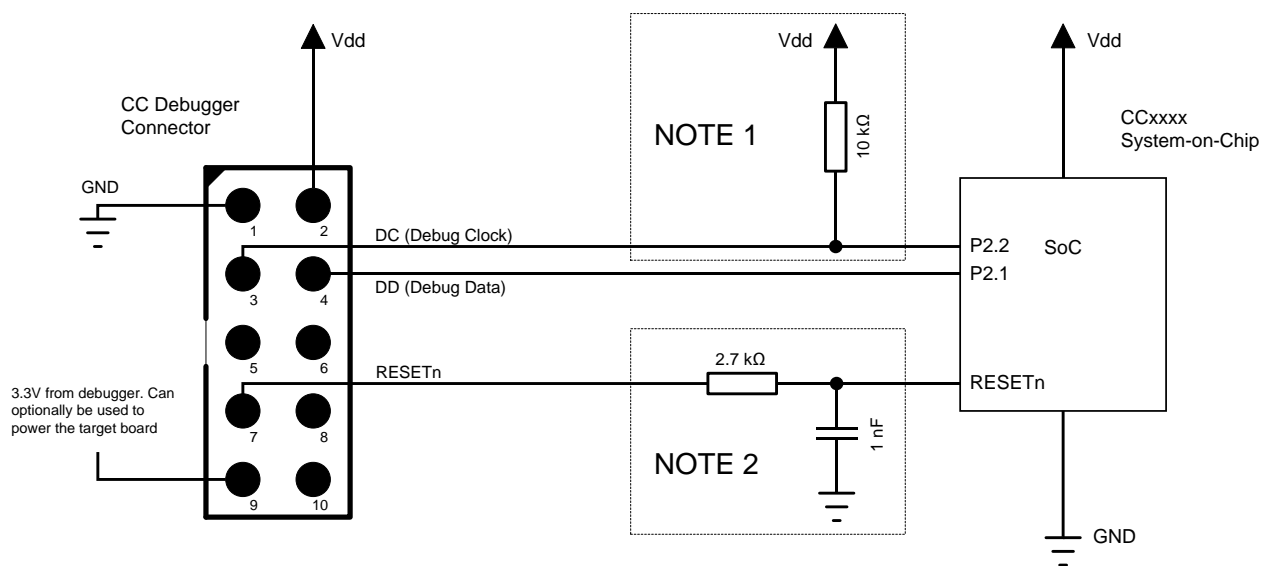 Vdd
Vdd
Vdd
CC Debugger
Connector
NOTE 1
10 kΩ
CCxxxx
System-on-Chip
GND
1
2
DC (Debug Clock)
P2.2
SoC
3
4
DD (Debug Data)
P2.1
5
6
RESETn
2.7 kΩ
RESETn
3.3V from debugger. Can
optionally be used to
power the target board
7
8
1 nF
NOTE 2
9
10
GND